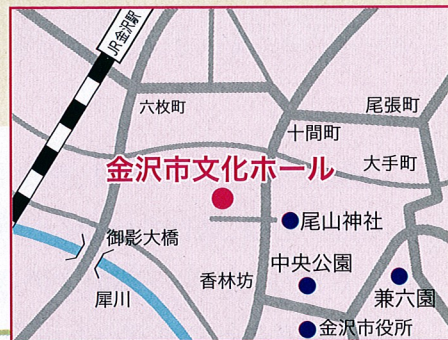 JR金沢駅
六枚町
尾張町
十間町
大手町
金沢市文化ホール
尾山神社
御影大橋
香林坊
中央公園
犀川
兼六園
金沢市役所